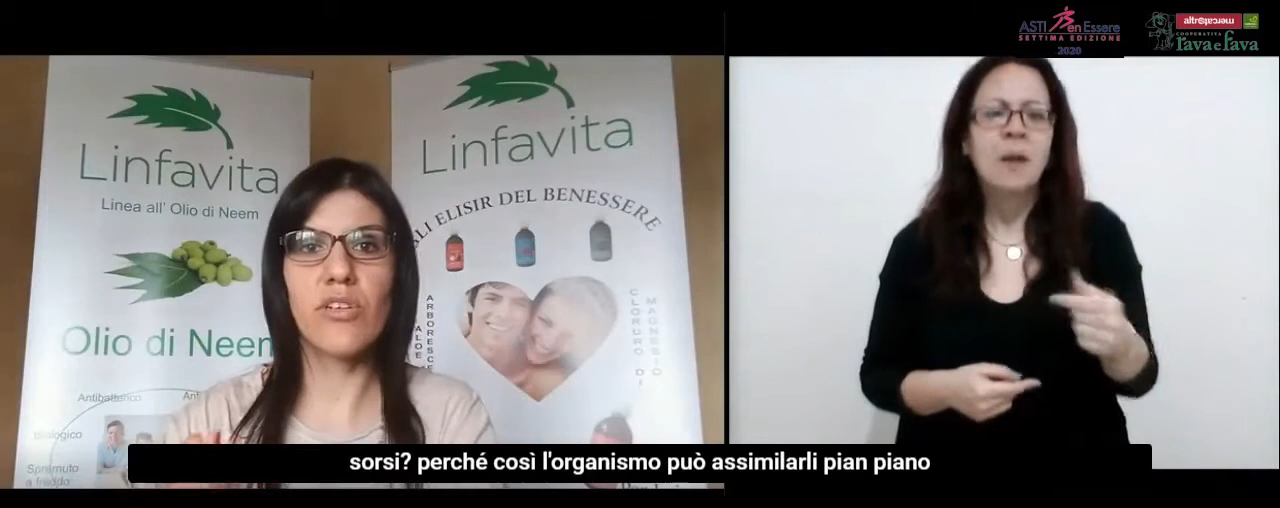 ASTI BenEssere
SETTIMA EDIZIONE
2020
altromercato
COOPERATIVA
rava e fava
Linfavita
Linea all' Olio di Neem
Olio di Neem
Antibatterico
Biologico
Spremuto
a freddo
Linfavita
GLI ELISIR DEL BENESSERE
ALOE
ARBORESCE
CLORURO DI
MAGNESIO
sorsi? perché così l'organismo può assimilarli pian piano